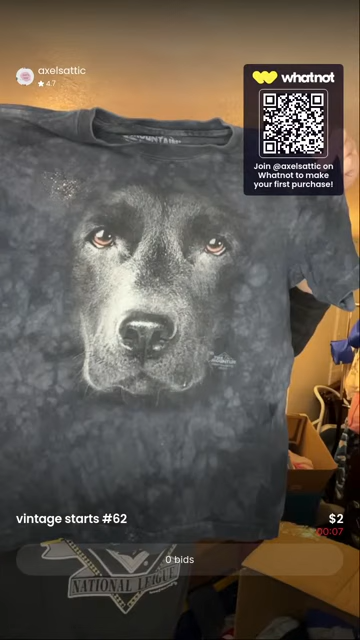 axelsattic
★ 4.7
whatnot
Join @axelsattic on
Whatnot to make
your first purchase!
MOUNTAIN
vintage starts #62
$2
00:07
0 bids
NATIONAL LEAGUE